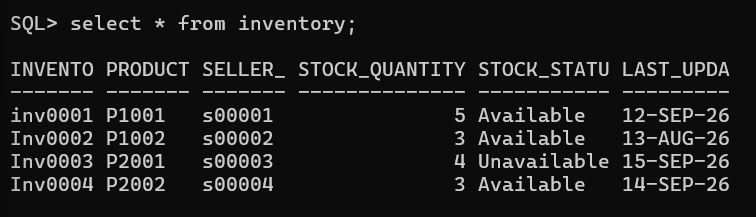 SQL> select * from inventory;
INVENTO PRODUCT SELLER_ STOCK_QUANTITY STOCK_STATU LAST_UPDA
------- ------- ------- -------------- ----------- ---------
inv0001 P1001 s00001 5 Available 12-SEP-26
Inv0002 P1002 s00002 3 Available 13-AUG-26
Inv0003 P2001 s00003 4 Unavailable 15-SEP-26
Inv0004 P2002 s00004 3 Available 14-SEP-26